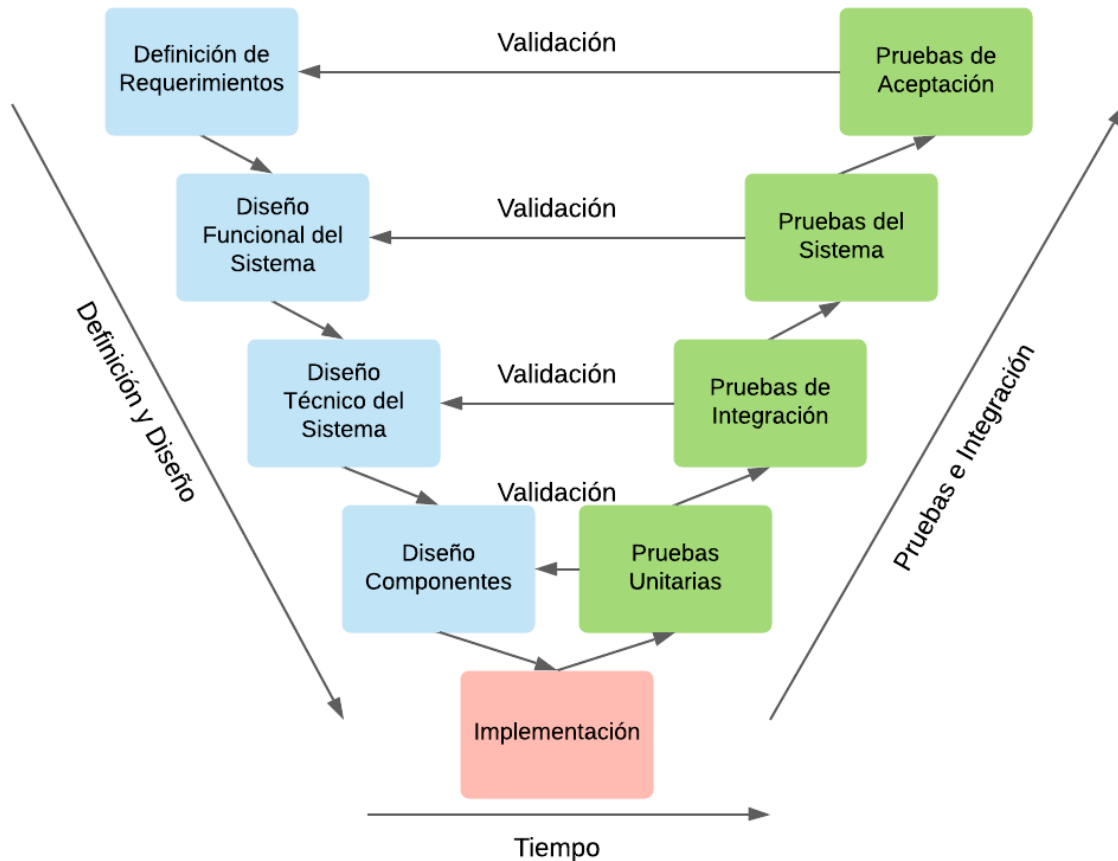 Definición de
Requerimientos
Validación
Pruebas de
Aceptación
Diseño
Funcional del
Sistema
Validación
Pruebas del
Sistema
Definición y Diseño
Diseño
Técnico del
Sistema
Validación
Pruebas de
Integración
Pruebas e Integración
Validación
Diseño
Componentes
Pruebas
Unitarias
Implementación
Tiempo